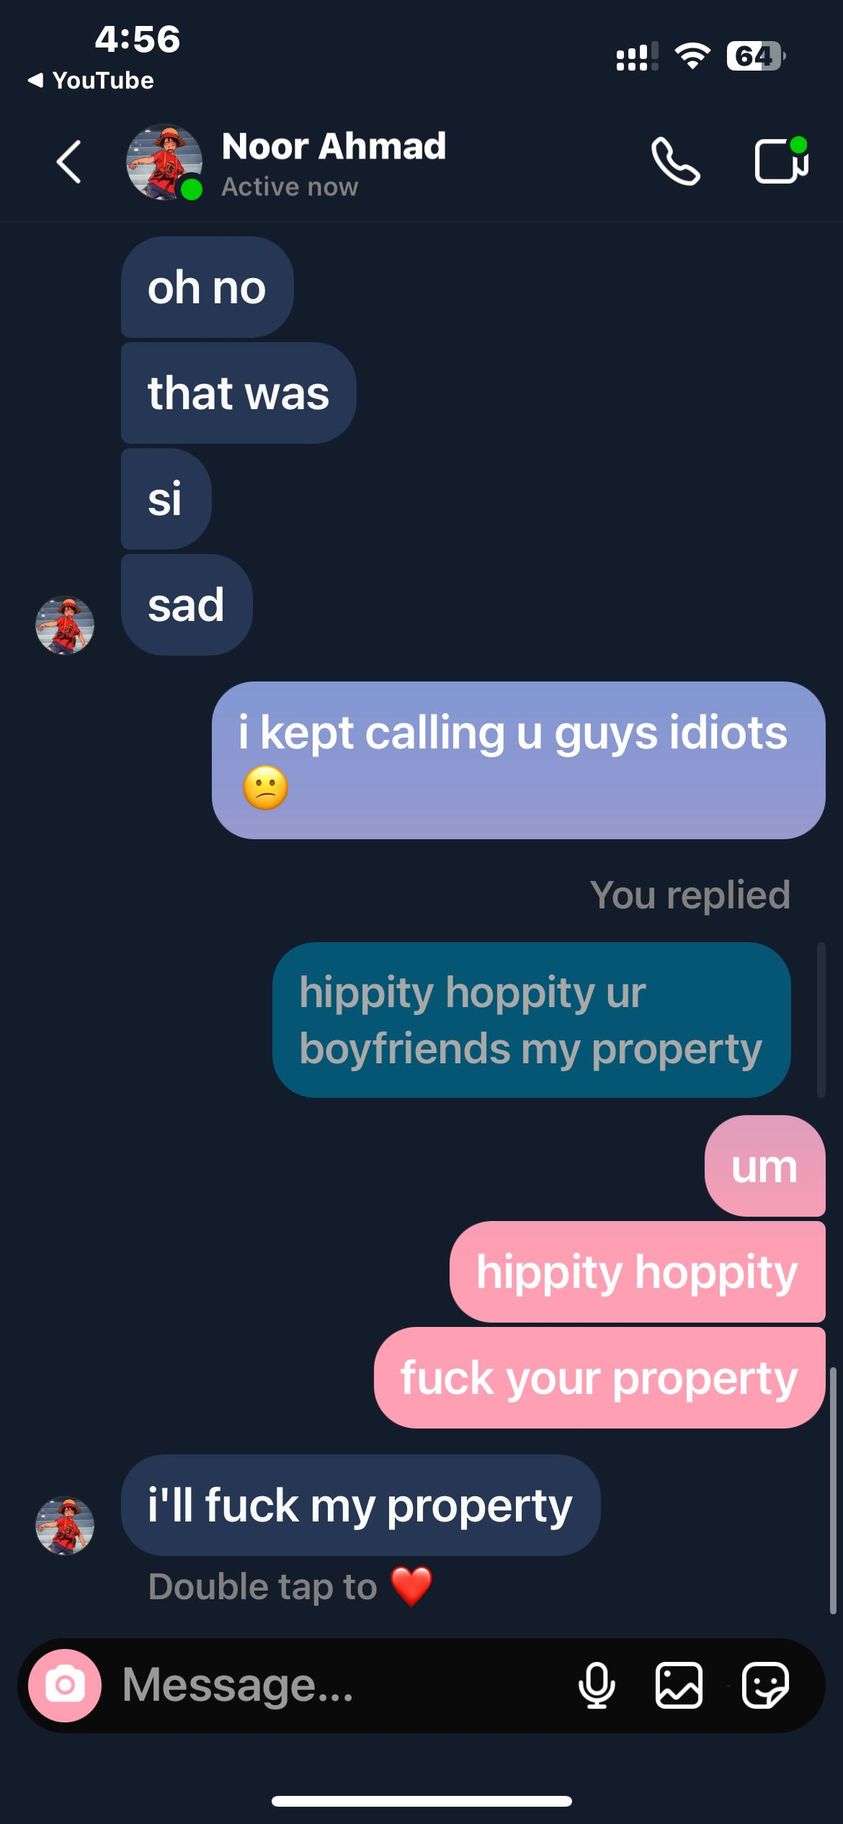 4:56
64
YouTube
Noor Ahmad
Active now
oh no
that was
si
sad
i kept calling u guys idiots
😕
You replied
hippity hoppity ur
boyfriends my property
um
hippity hoppity
fuck your property
i'll fuck my property
Double tap to ❤️
Message...